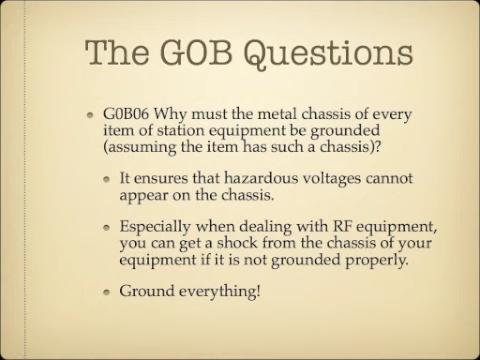 The G0B Questions
G0B06 Why must the metal chassis of every
item of station equipment be grounded
(assuming the item has such a chassis)?
It ensures that hazardous voltages cannot
appear on the chassis.
Especially when dealing with RF equipment,
you can get a shock from the chassis of your
equipment if it is not grounded properly.
Ground everything!